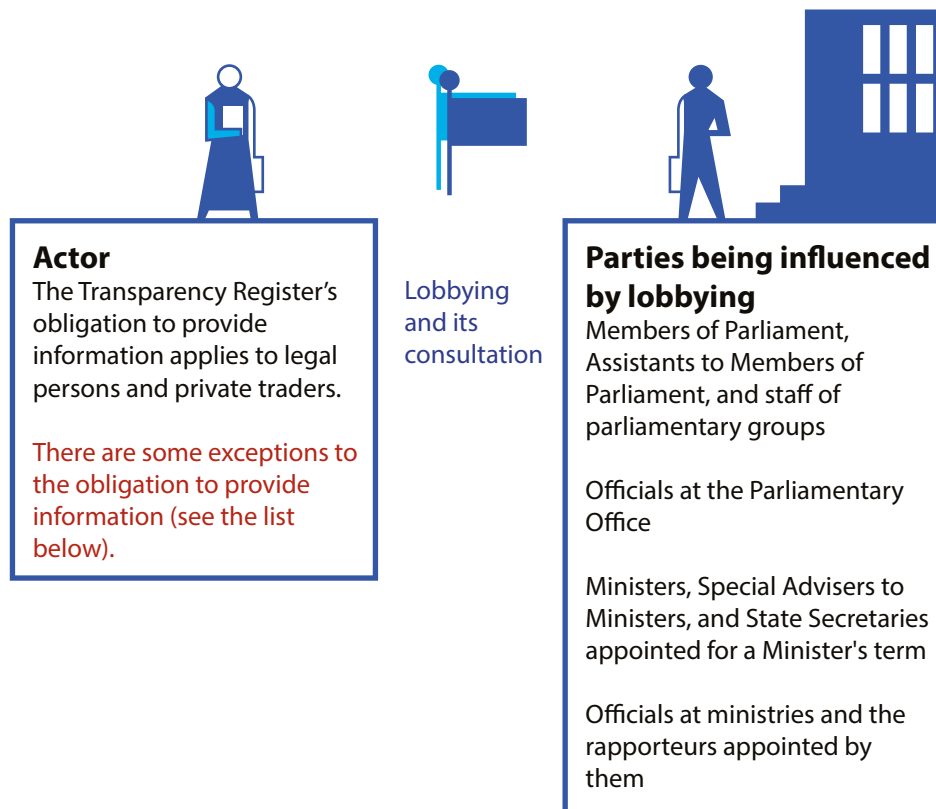 Actor
The Transparency Register’s
obligation to provide
information applies to legal
persons and private traders.
There are some exceptions to
the obligation to provide
information (see the list
below).
Lobbying
and its
consultation
Parties being influenced
by lobbying
Members of Parliament,
Assistants to Members of
Parliament, and staff of
parliamentary groups
Officials at the Parliamentary
Office
Ministers, Special Advisers to
Ministers, and State Secretaries
appointed for a Minister's term
Officials at ministries and the
rapporteurs appointed by
them